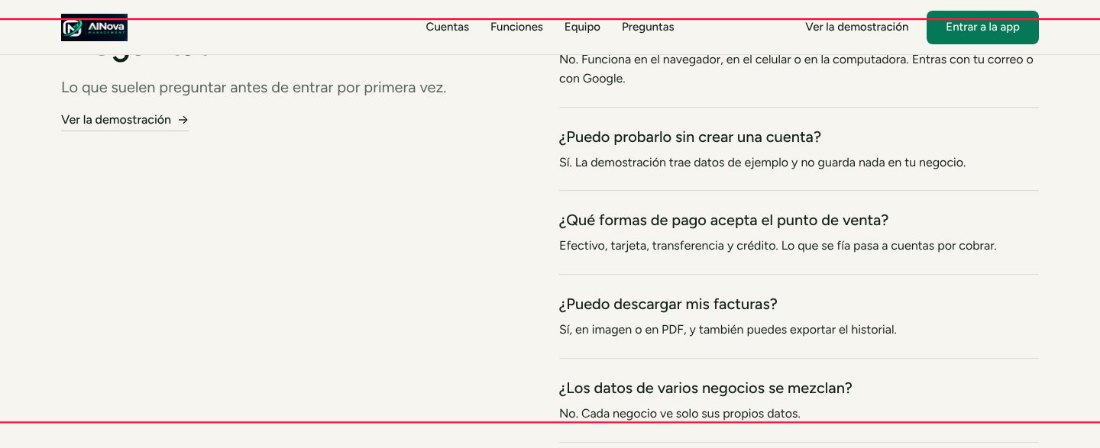 AINova
MANAGEMENT
Cuentas
Funciones
Equipo
Preguntas
Ver la demostración
Entrar a la app
Lo que suelen preguntar antes de entrar por primera vez.
Ver la demostración →
No. Funciona en el navegador, en el celular o en la computadora. Entras con tu correo o
con Google.
¿Puedo probarlo sin crear una cuenta?
Sí. La demostración trae datos de ejemplo y no guarda nada en tu negocio.
¿Qué formas de pago acepta el punto de venta?
Efectivo, tarjeta, transferencia y crédito. Lo que se fía pasa a cuentas por cobrar.
¿Puedo descargar mis facturas?
Sí, en imagen o en PDF, y también puedes exportar el historial.
¿Los datos de varios negocios se mezclan?
No. Cada negocio ve solo sus propios datos.